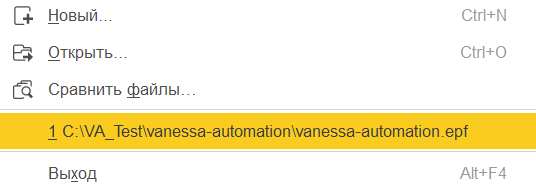 Новый... Ctrl+N
Открыть... Ctrl+O
Сравнить файлы...
1 C:\VA_Test\vanessa-automation\vanessa-automation.epf
Выход Alt+F4